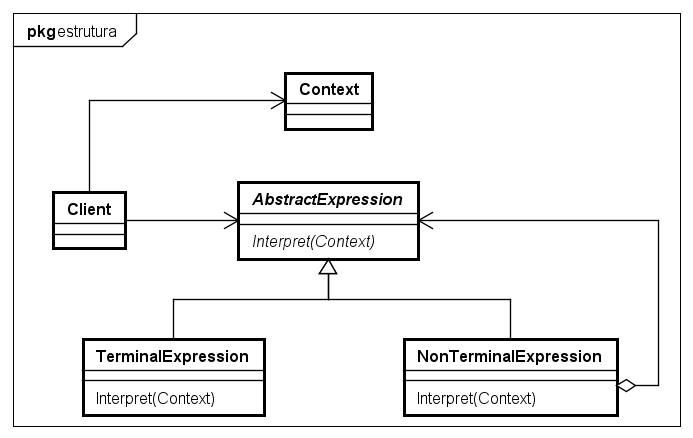 pkg estrutura
Context
Client
AbstractExpression
Interpret(Context)
TerminalExpression
Interpret(Context)
NonTerminalExpression
Interpret(Context)